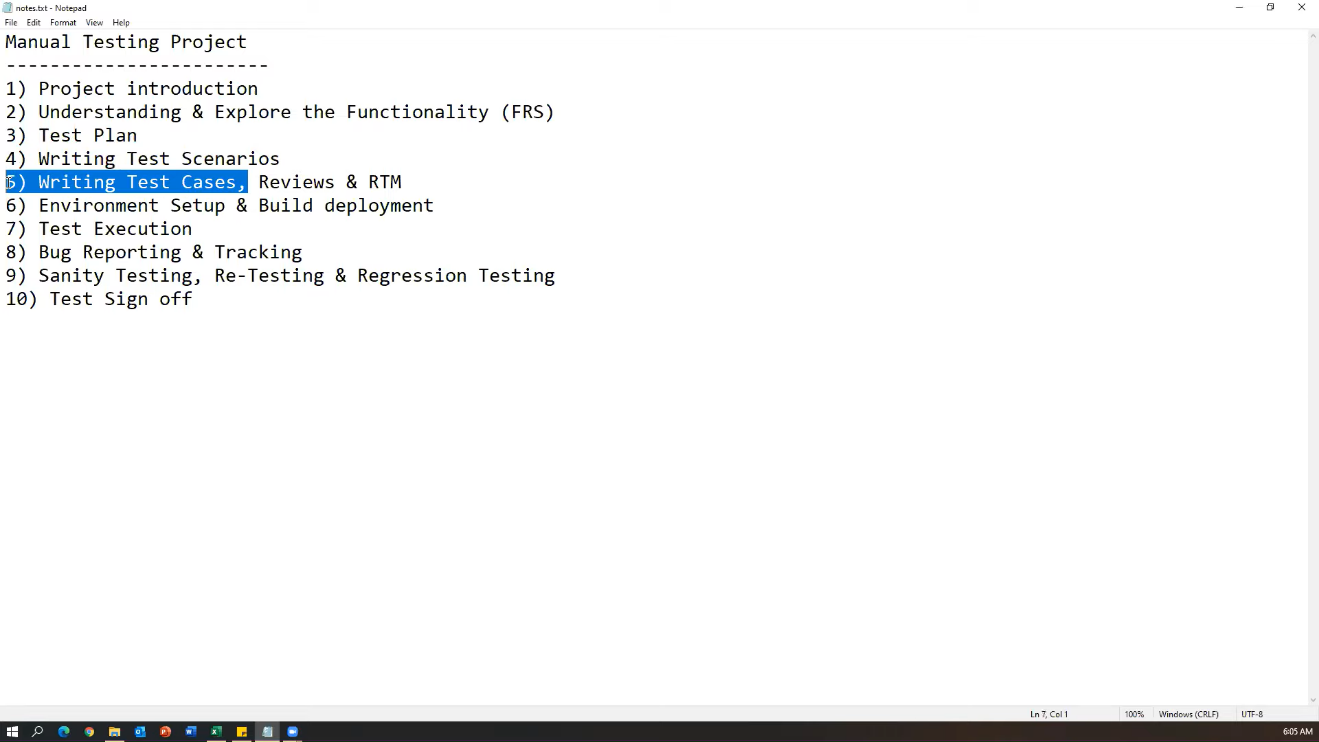 notes.txt - Notepad
File Edit Format View Help
Manual Testing Project
------------------------
1) Project introduction
2) Understanding & Explore the Functionality (FRS)
3) Test Plan
4) Writing Test Scenarios
5) Writing Test Cases, Reviews & RTM
6) Environment Setup & Build deployment
7) Test Execution
8) Bug Reporting & Tracking
9) Sanity Testing, Re-Testing & Regression Testing
10) Test Sign off
Ln 7, Col 1 100% Windows (CRLF) UTF-8
6:05 AM